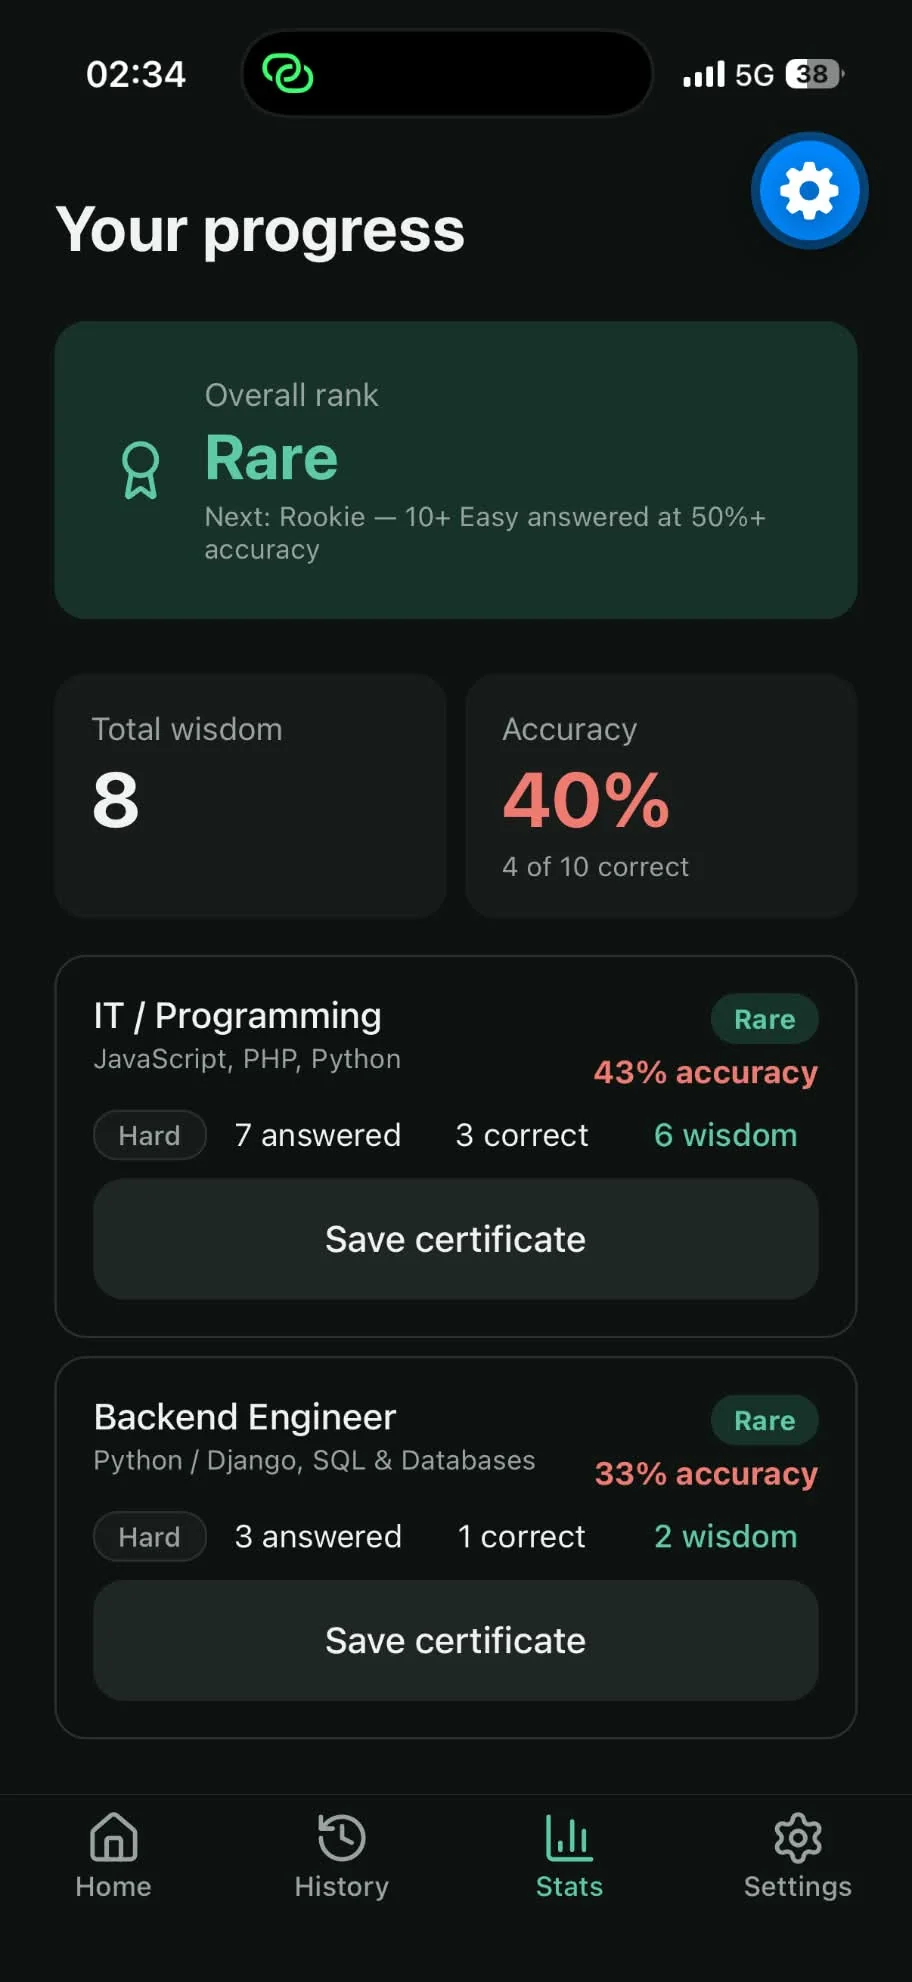 02:34
5G 38
Your progress
Overall rank
Rare
Next: Rookie — 10+ Easy answered at 50%+
accuracy
Total wisdom
8
Accuracy
40%
4 of 10 correct
IT / Programming
Rare
JavaScript, PHP, Python
43% accuracy
Hard 7 answered 3 correct 6 wisdom
Save certificate
Backend Engineer
Rare
Python / Django, SQL & Databases
33% accuracy
Hard 3 answered 1 correct 2 wisdom
Save certificate
Home History Stats Settings